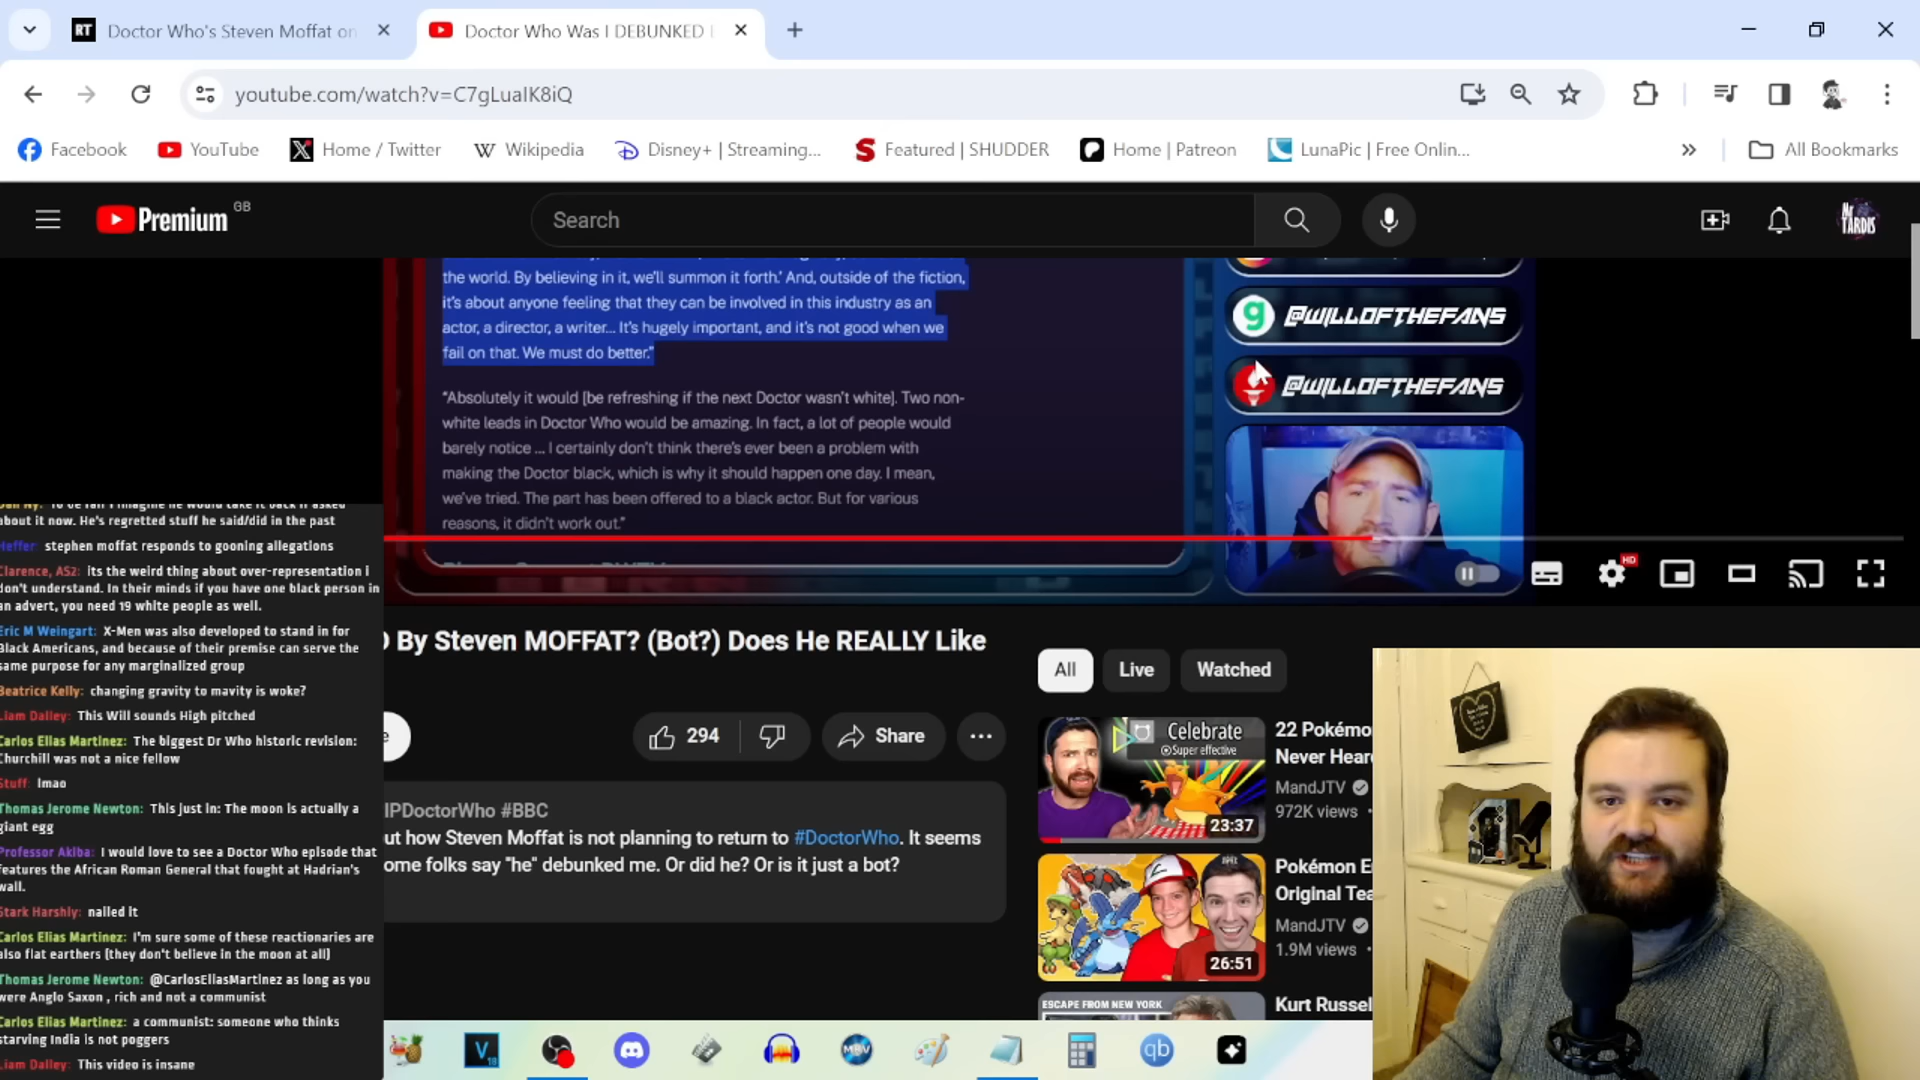 RT Doctor Who's Steven Moffat on
Doctor Who Was I DEBUNKED
youtube.com/watch?v=C7gLuaIK8iQ
Facebook
YouTube
Home / Twitter
W Wikipedia
Disney+ | Streaming...
Featured | SHUDDER
Home | Patreon
LunaPic | Free Onlin...
All Bookmarks
Premium GB
Search
MR TARDIS
the world. By believing in it, we'll summon it forth.' And, outside of the fiction,
it's about anyone feeling that they can be involved in this industry as an
actor, a director, a writer... It's hugely important, and it's not good when we
fail on that. We must do better."
"Absolutely it would [be refreshing if the next Doctor wasn't white]. Two non-
white leads in Doctor Who would be amazing. In fact, a lot of people would
barely notice ... I certainly don't think there's ever been a problem with
making the Doctor black, which is why it should happen one day. I mean,
we've tried. The part has been offered to a black actor. But for various
reasons, it didn't work out."
@WILLOFTHEFANS
@WILLOFTHEFANS
HD
about it now. He's regretted stuff he said/did in the past
Heffer: stephen moffat responds to gooning allegations
Clarence, AS2: its the weird thing about over-representation i
don't understand. In their minds if you have one black person in
an advert, you need 19 white people as well.
Eric M Weingart: X-Men was also developed to stand in for
Black Americans, and because of their premise can serve the
same purpose for any marginalized group
Beatrice Kelly: changing gravity to mavity is woke?
Liam Dalley: This Will sounds High pitched
Carlos Elias Martinez: The biggest Dr Who historic revision:
Churchill was not a nice fellow
Stuff: lmao
Thomas Jerome Newton: This just in: The moon is actually a
giant egg
Professor Akiba: I would love to see a Doctor Who episode that
features the African Roman General that fought at Hadrian's
wall.
Stark Harshly: nailed it
Carlos Elias Martinez: I'm sure some of these reactionaries are
also flat earthers (they don't believe in the moon at all)
Thomas Jerome Newton: @CarlosEliasMartinez as long as you
were Anglo Saxon , rich and not a communist
Carlos Elias Martinez: a communist: someone who thinks
starving India is not poggers
Liam Dalley: This video is insane
By Steven MOFFAT? (Bot?) Does He REALLY Like
294
Share
IPDoctorWho #BBC
ut how Steven Moffat is not planning to return to #DoctorWho. It seems
ome folks say "he" debunked me. Or did he? Or is it just a bot?
All
Live
Watched
Celebrate
Super effective
23:37
22 Pokémo
Never Hear
MandJTV
972K views
26:51
Pokémon E
Original Tea
MandJTV
1.9M views
ESCAPE FROM NEW YORK
Kurt Russel
V
MBV
qb